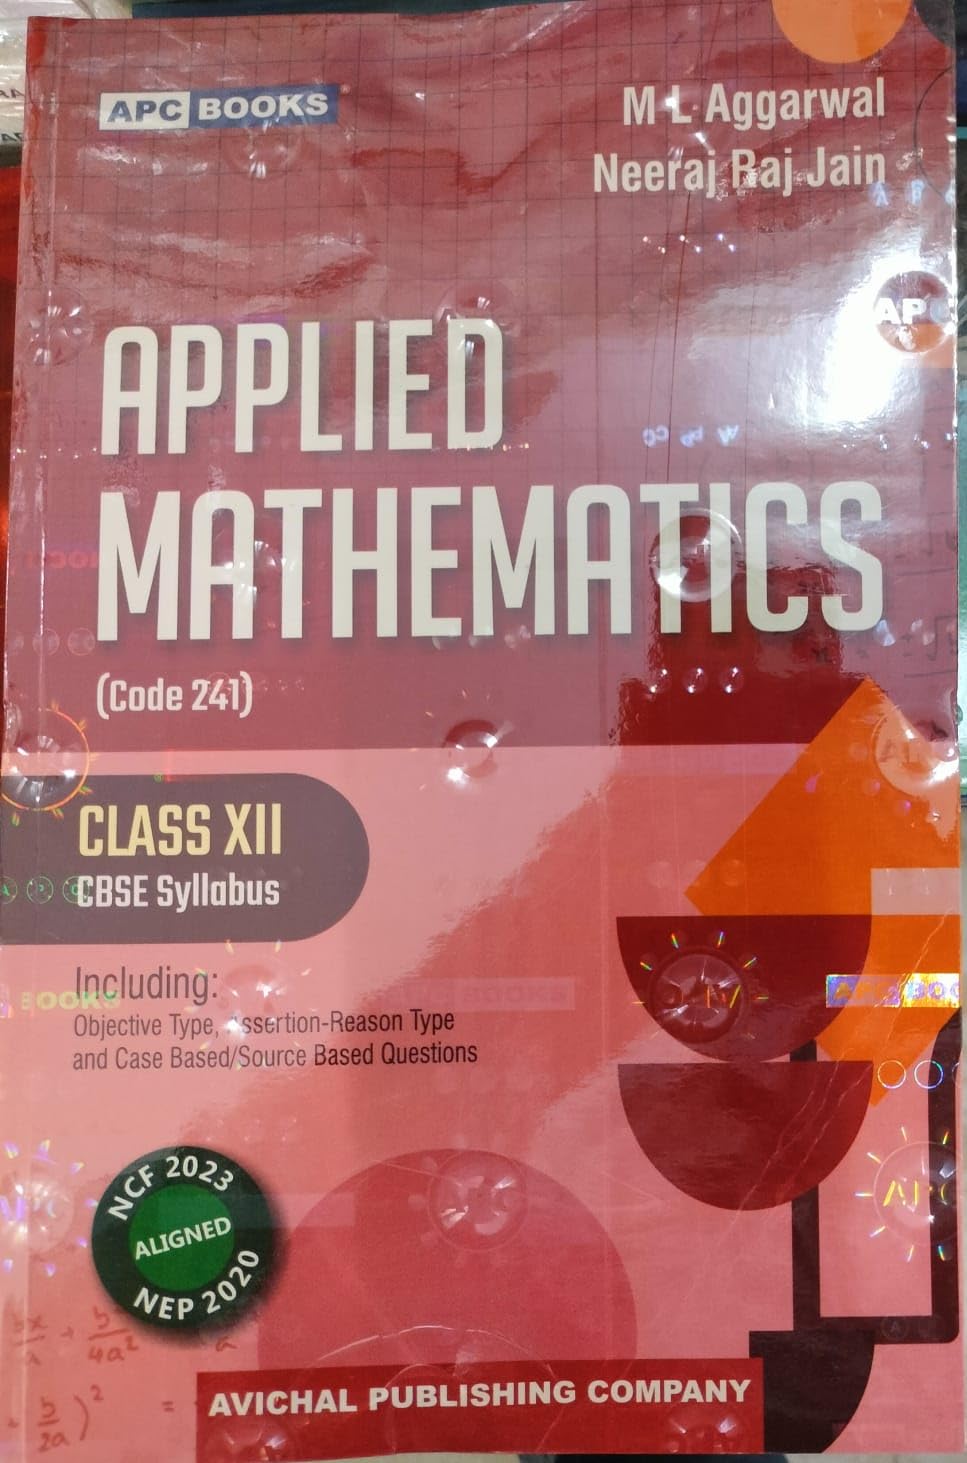 APC BOOKS
M L Aggarwal
Neeraj Raj Jain
APPLIED
MATHEMATICS
(Code 241)
CLASS XII
CBSE Syllabus
Including:
Objective Type, Assertion-Reason Type
and Case Based/Source Based Questions
NCF 2023
ALIGNED
NEP 2020
AVICHAL PUBLISHING COMPANY